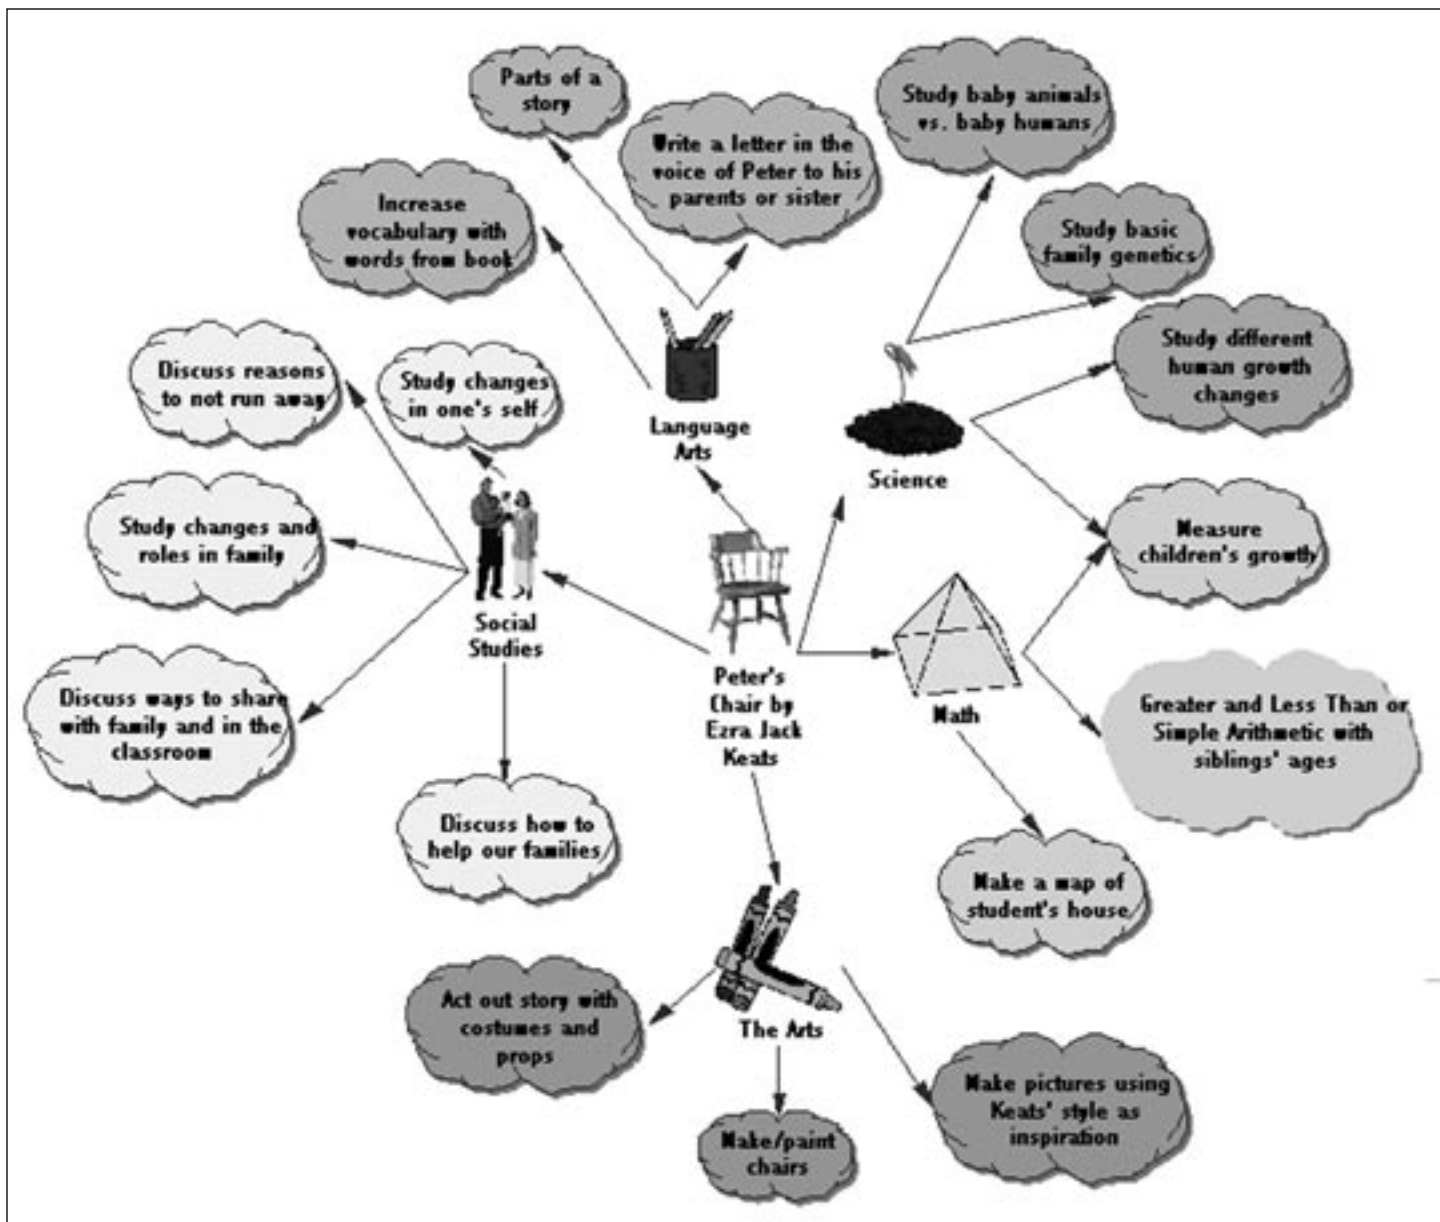 Parts of a
story
Write a letter in the
voice of Peter to his
parents or sister
Study baby animals
vs. baby humans
Increase
vocabulary with
words from book
Study basic
family genetics
Discuss reasons
to not run away
Study changes
in one's self
Language
Arts
Study different
human growth
changes
Science
Study changes and
roles in family
Measure
children's growth
Social
Studies
Peter's
Chair by
Ezra Jack
Keats
Math
Discuss ways to share
with family and in the
classroom
Greater and Less Than or
Simple Arithmetic with
siblings' ages
Discuss how to
help our families
Make a map of
student's house
Act out story with
costumes and
props
The Arts
Make pictures using
Keats' style as
inspiration
Make/paint
chairs